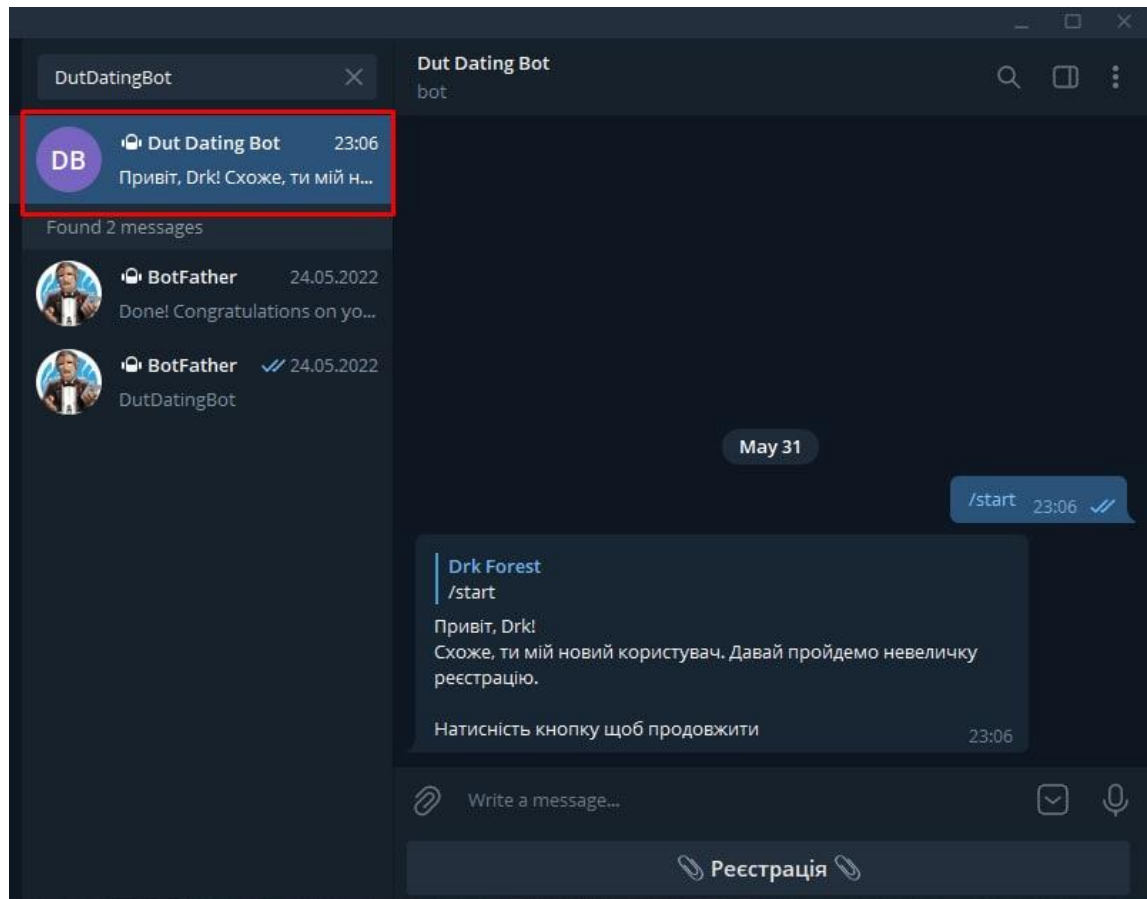 DutDatingBot
DB
Dut Dating Bot 23:06
Привіт, Drk! Схоже, ти мій н...
Found 2 messages
BotFather 24.05.2022
Done! Congratulations on yo...
BotFather 24.05.2022
DutDatingBot
Dut Dating Bot
bot
May 31
/start 23:06
Drk Forest
/start
Привіт, Drk!
Схоже, ти мій новий користувач. Давай пройдемо невеличку
реєстрацію.
Натисність кнопку щоб продовжити
23:06
Write a message...
Реєстрація